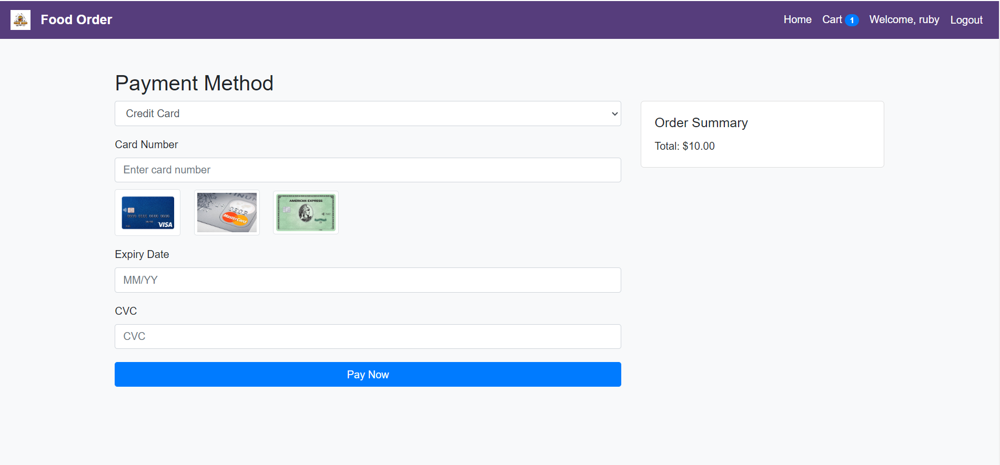 Food Order
Home Cart 1 Welcome, ruby Logout
Payment Method
Credit Card
Card Number
Enter card number
VISA
MasterCard
AMERICAN EXPRESS
Expiry Date
MM/YY
CVC
CVC
Pay Now
Order Summary
Total: $10.00